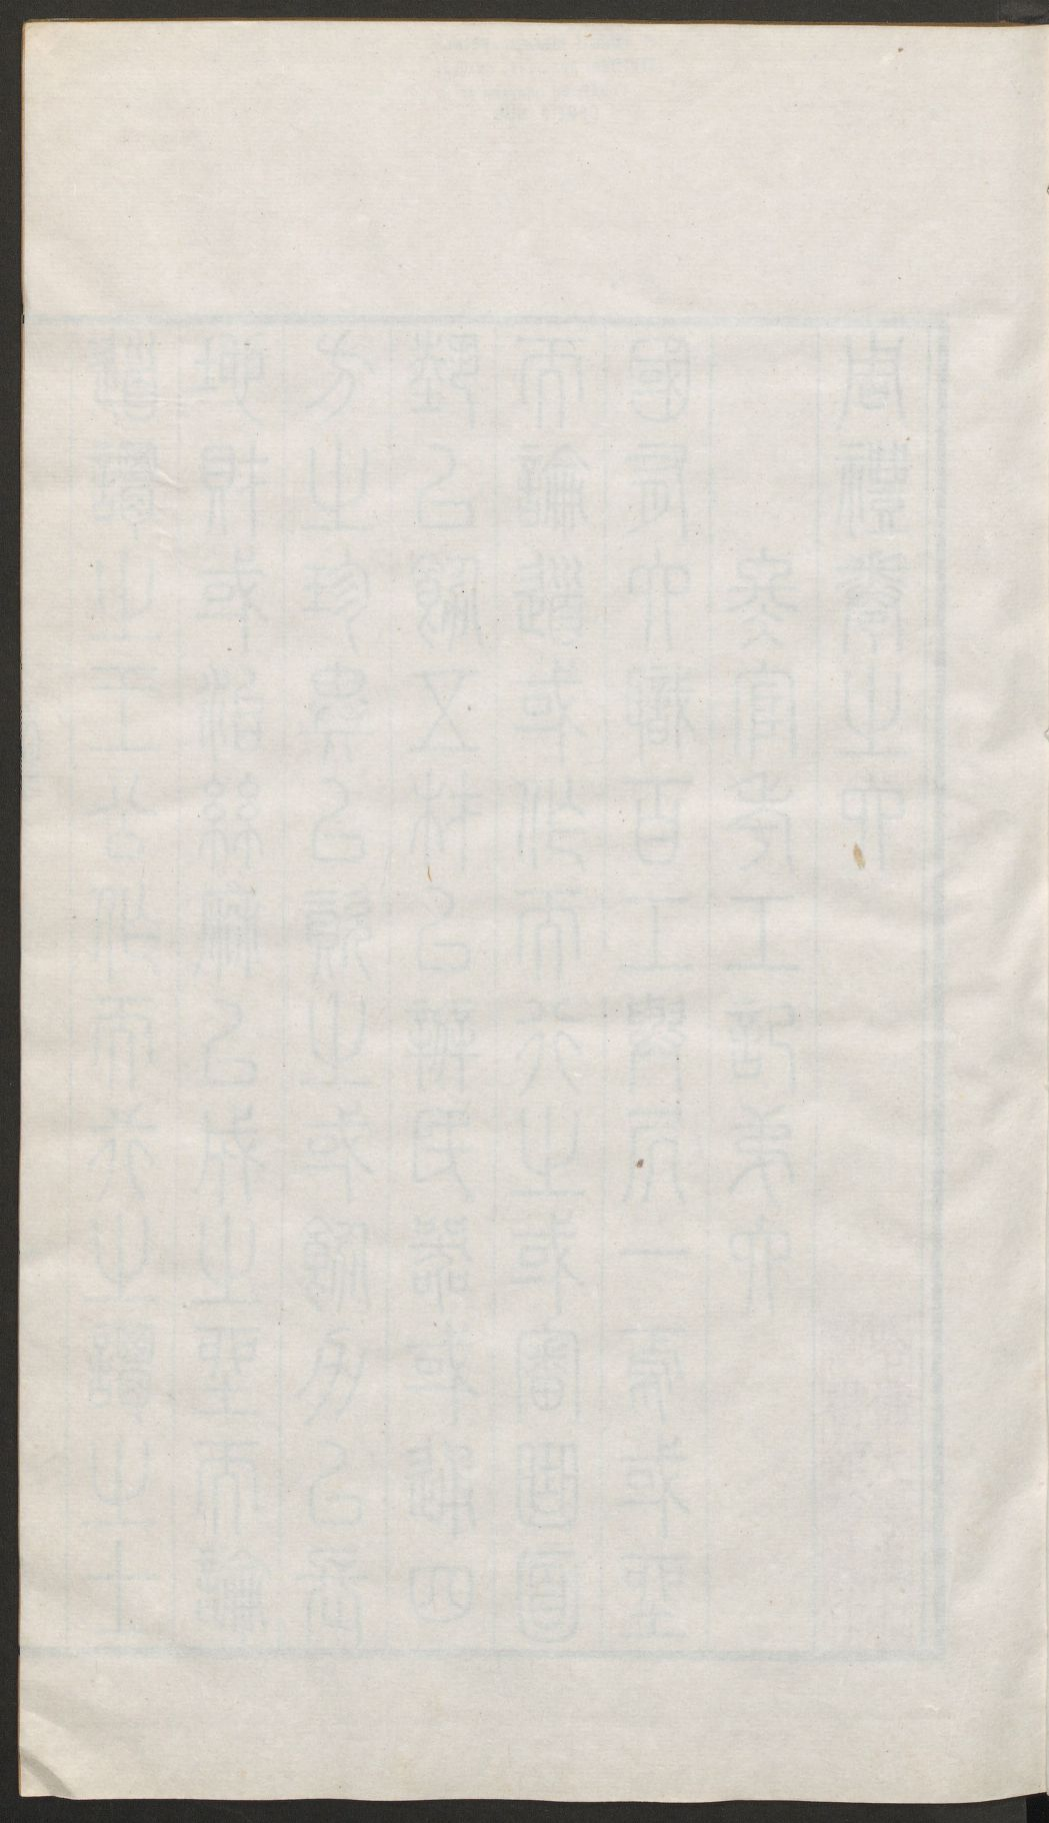 周禮卷之六
冬官考工記第六
國有六職百工與居一焉或坐
而論道或作而行之或審曲面
埶以飭五材以辨民器或通四
方之珍異以資之或飭力以長
地財或治絲麻以成之坐而論
道謂之王公作而行之謂之士